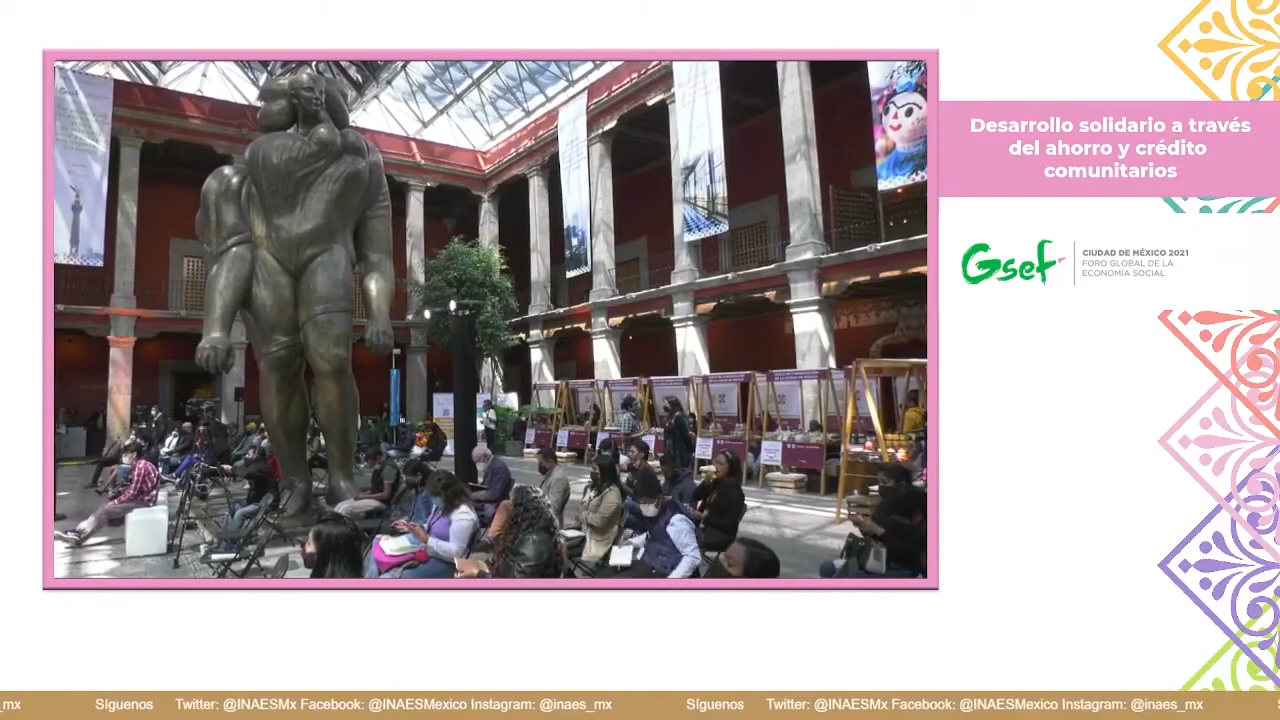 Desarrollo solidario a través
del ahorro y crédito
comunitarios
Gsef
CIUDAD DE MÉXICO 2021
FORO GLOBAL DE LA
ECONOMÍA SOCIAL
_mx Síguenos Twitter: @INAESMx Facebook: @INAESMexico Instagram: @inaes_mx Síguenos Twitter: @INAESMx Facebook: @INAESMexico Instagram: @inaes_mx